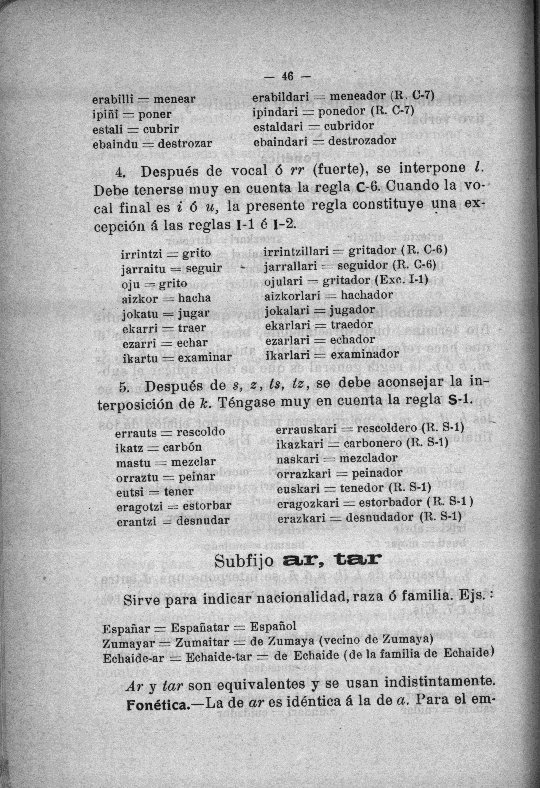 — 46 —
erabilli = menear erabildari = meneador (R. C-7)
ipiñi = poner ipindari = ponedor (R. C-7)
estali = cubrir estaldari = cubridor
ebaindu = destrozar ebaindari = destrozador
4. Después de vocal ó rr (fuerte), se interpone l.
Debe tenerse muy en cuenta la regla C-6. Cuando la vo-
cal final es i ó u, la presente regla constituye una ex-
cepción á las reglas I-1 é I-2.
irrintzi = grito irrintzillari = gritador (R. C-6)
jarraitu = seguir jarrallari = seguidor (R. C-6)
oju = grito ojulari = gritador (Exc. I-1)
aizkor = hacha aizkorlari = hachador
jokatu = jugar jokalari = jugador
ekarri = traer ekarlari = traedor
ezarri = echar ezarlari = echador
ikartu = examinar ikarlari = examinador
5. Después de s, z, ts, tz, se debe aconsejar la in-
terposición de k. Téngase muy en cuenta la regla S-1.
errauts = rescoldo errauskari = rescoldero (R. S-1)
ikatz = carbón ikazkari = carbonero (R. S-1)
mastu = mezclar naskari = mezclador
orraztu = peinar orrazkari = peinador
eutsi = tener euskari = tenedor (R. S-1)
eragotzi = estorbar eragozkari = estorbador (R. S-1)
erantzi = desnudar erazkari = desnudador (R. S-1)
Subfijo ar, tar
Sirve para indicar nacionalidad, raza ó familia. Ejs. :
Españar = Españatar = Español
Zumayar = Zumaitar = de Zumaya (vecino de Zumaya)
Echaide-ar = Echaide-tar = de Echaide (de la familia de Echaide)
Ar y tar son equivalentes y se usan indistintamente.
Fonética.—La de ar es idéntica á la de a. Para el em-